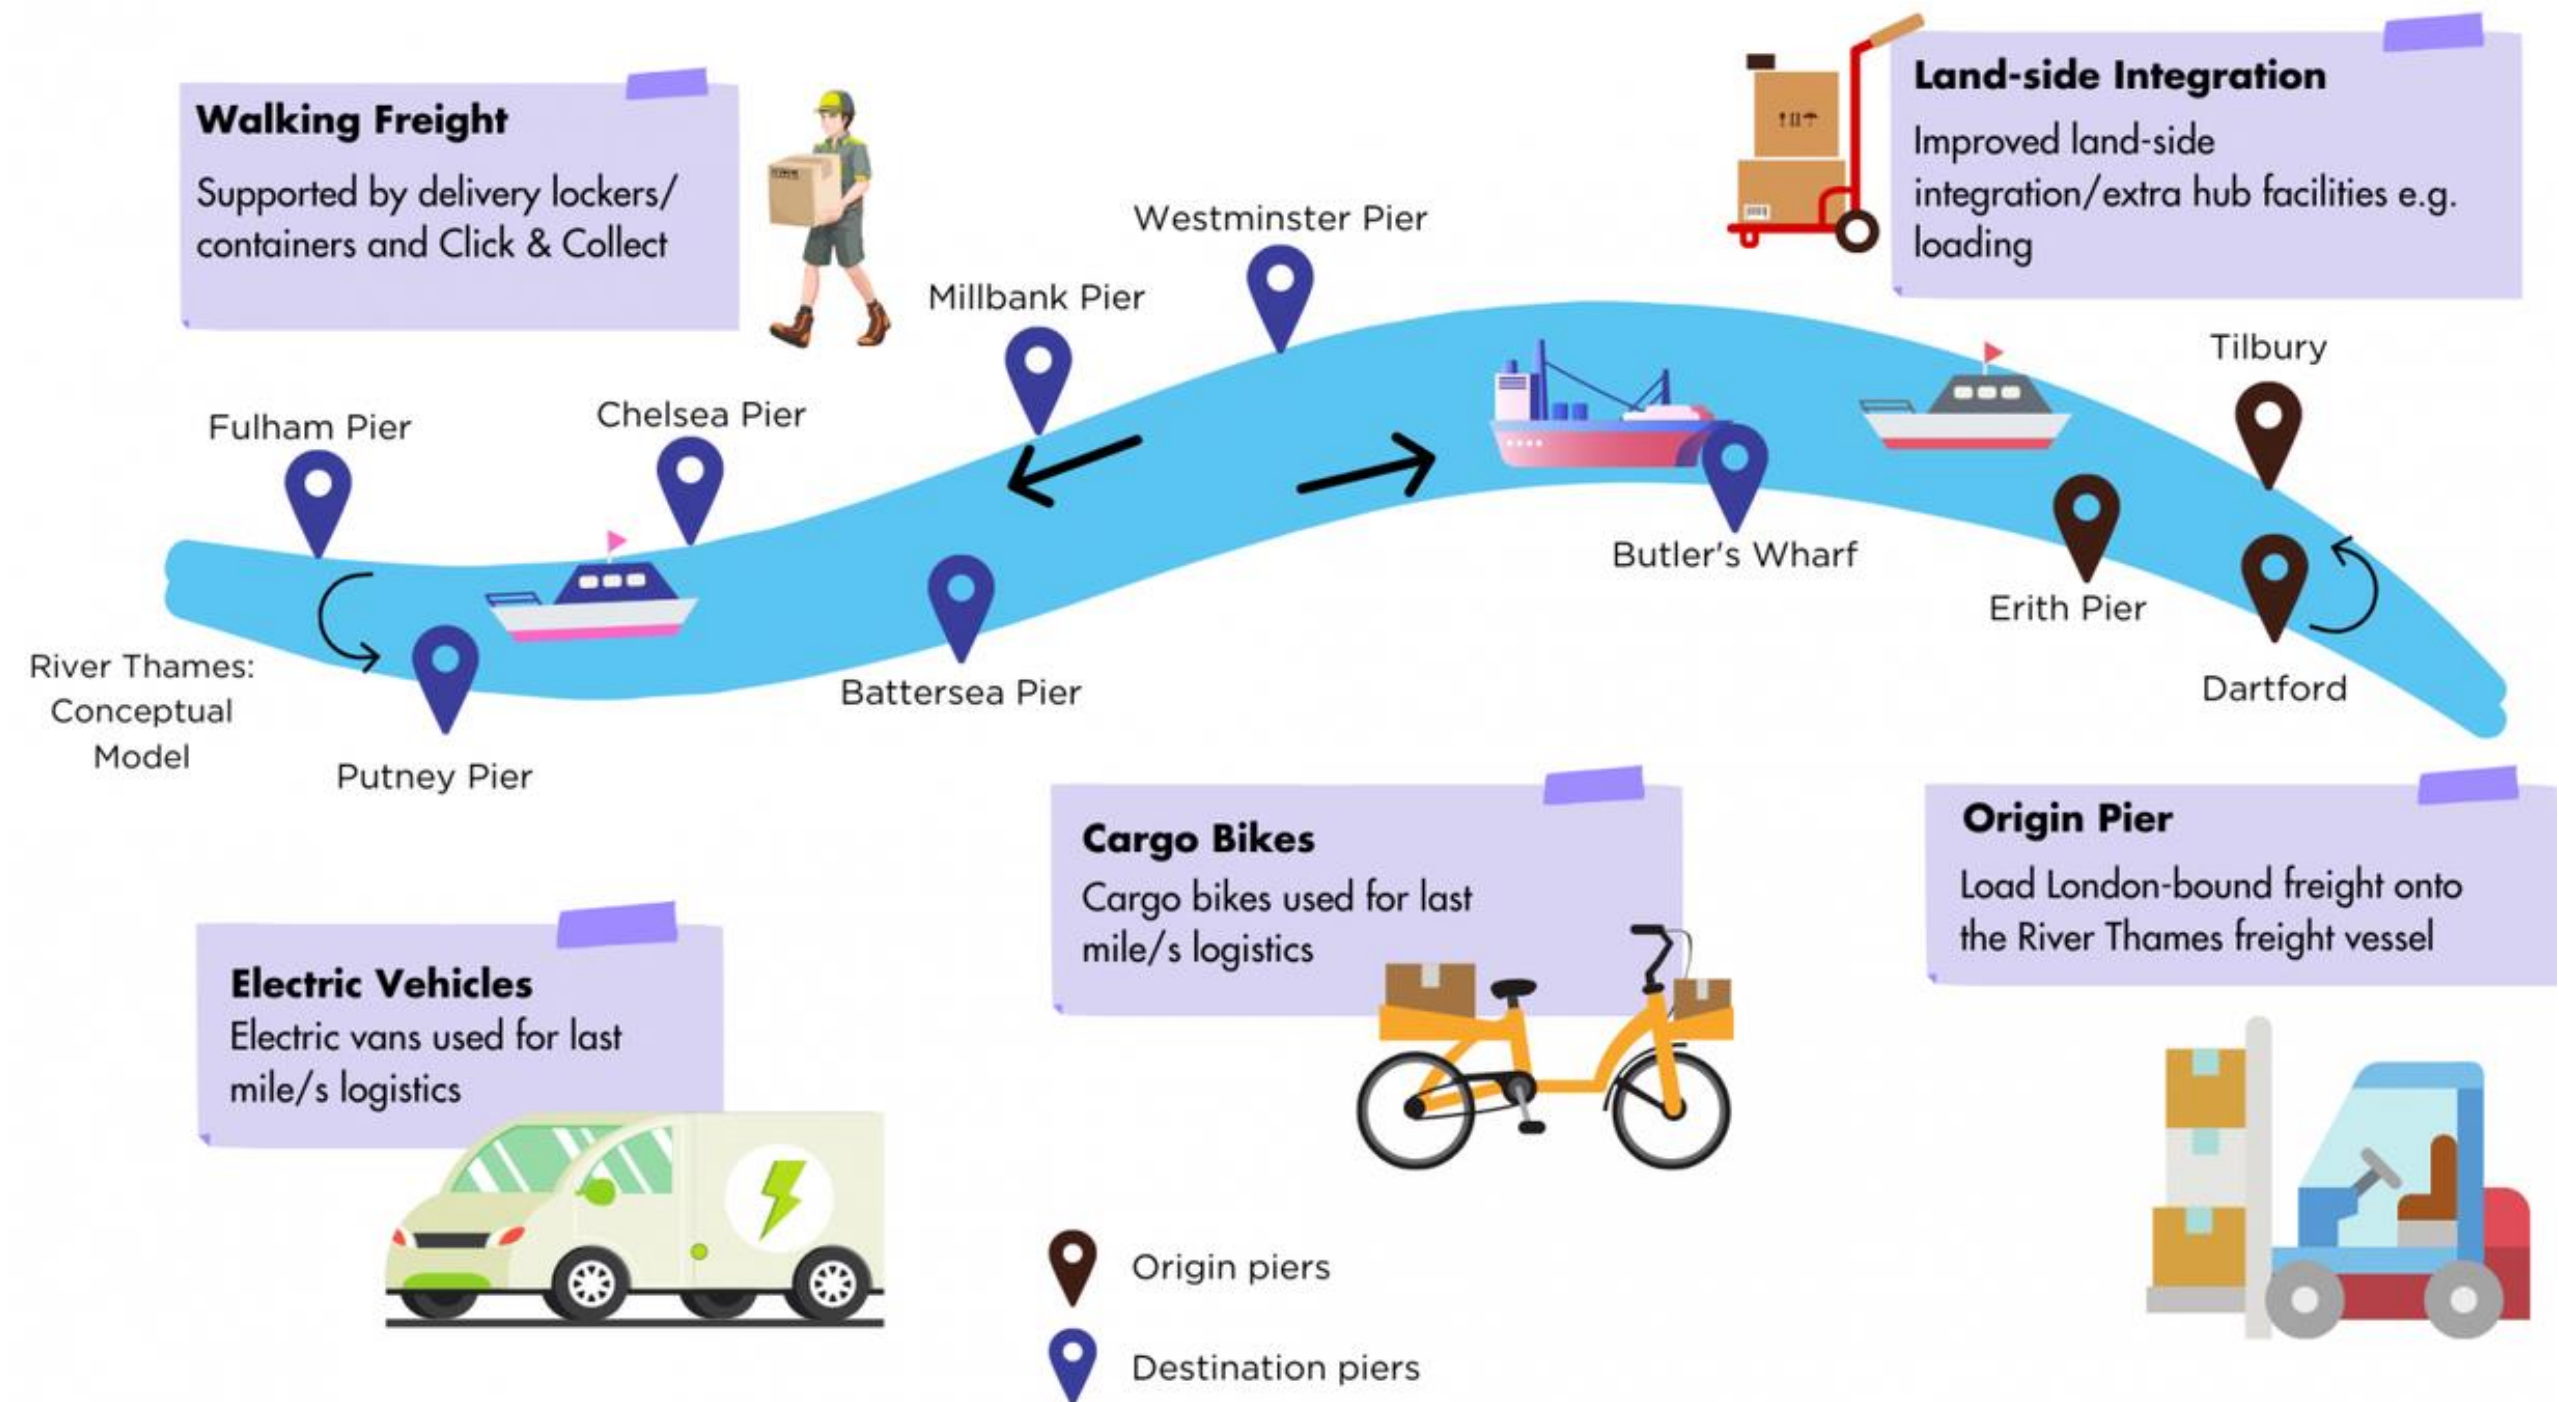 Walking Freight
Supported by delivery lockers/
containers and Click & Collect
Land-side Integration
Improved land-side
integration/extra hub facilities e.g.
loading
Westminster Pier
Millbank Pier
Tilbury
Chelsea Pier
Fulham Pier
Butler's Wharf
Erith Pier
River Thames:
Conceptual
Model
Battersea Pier
Dartford
Putney Pier
Cargo Bikes
Cargo bikes used for last
mile/s logistics
Origin Pier
Load London-bound freight onto
the River Thames freight vessel
Electric Vehicles
Electric vans used for last
mile/s logistics
Origin piers
Destination piers